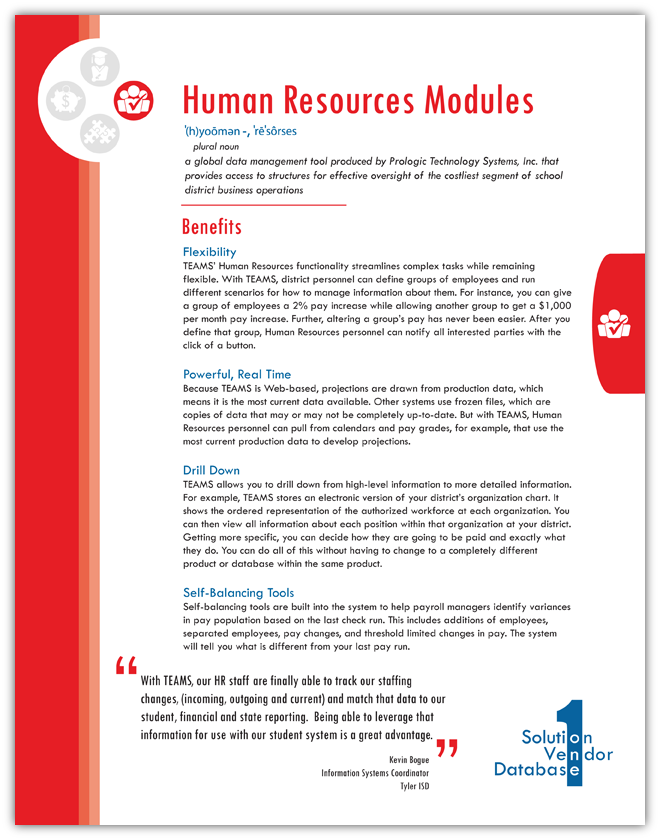 Human Resources Modules
'(h)yoōmən -, 'rē'sôrses
plural noun
a global data management tool produced by Prologic Technology Systems, Inc. that
provides access to structures for effective oversight of the costliest segment of school
district business operations
Benefits
Flexibility
TEAMS' Human Resources functionality streamlines complex tasks while remaining
flexible. With TEAMS, district personnel can define groups of employees and run
different scenarios for how to manage information about them. For instance, you can give
a group of employees a 2% pay increase while allowing another group to get a $1,000
per month pay increase. Further, altering a group's pay has never been easier. After you
define that group, Human Resources personnel can notify all interested parties with the
click of a button.
Powerful, Real Time
Because TEAMS is Web-based, projections are drawn from production data, which
means it is the most current data available. Other systems use frozen files, which are
copies of data that may or may not be completely up-to-date. But with TEAMS, Human
Resources personnel can pull from calendars and pay grades, for example, that use the
most current production data to develop projections.
Drill Down
TEAMS allows you to drill down from high-level information to more detailed information.
For example, TEAMS stores an electronic version of your district's organization chart. It
shows the ordered representation of the authorized workforce at each organization. You
can then view all information about each position within that organization at your district.
Getting more specific, you can decide how they are going to be paid and exactly what
they do. You can do all of this without having to change to a completely different
product or database within the same product.
Self-Balancing Tools
Self-balancing tools are built into the system to help payroll managers identify variances
in pay population based on the last check run. This includes additions of employees,
separated employees, pay changes, and threshold limited changes in pay. The system
will tell you what is different from your last pay run.
“With TEAMS, our HR staff are finally able to track our staffing
changes, (incoming, outgoing and current) and match that data to our
student, financial and state reporting.  Being able to leverage that
information for use with our student system is a great advantage.”
Kevin Bogue
Information Systems Coordinator
Tyler ISD
1
Solution
Vendor
Database